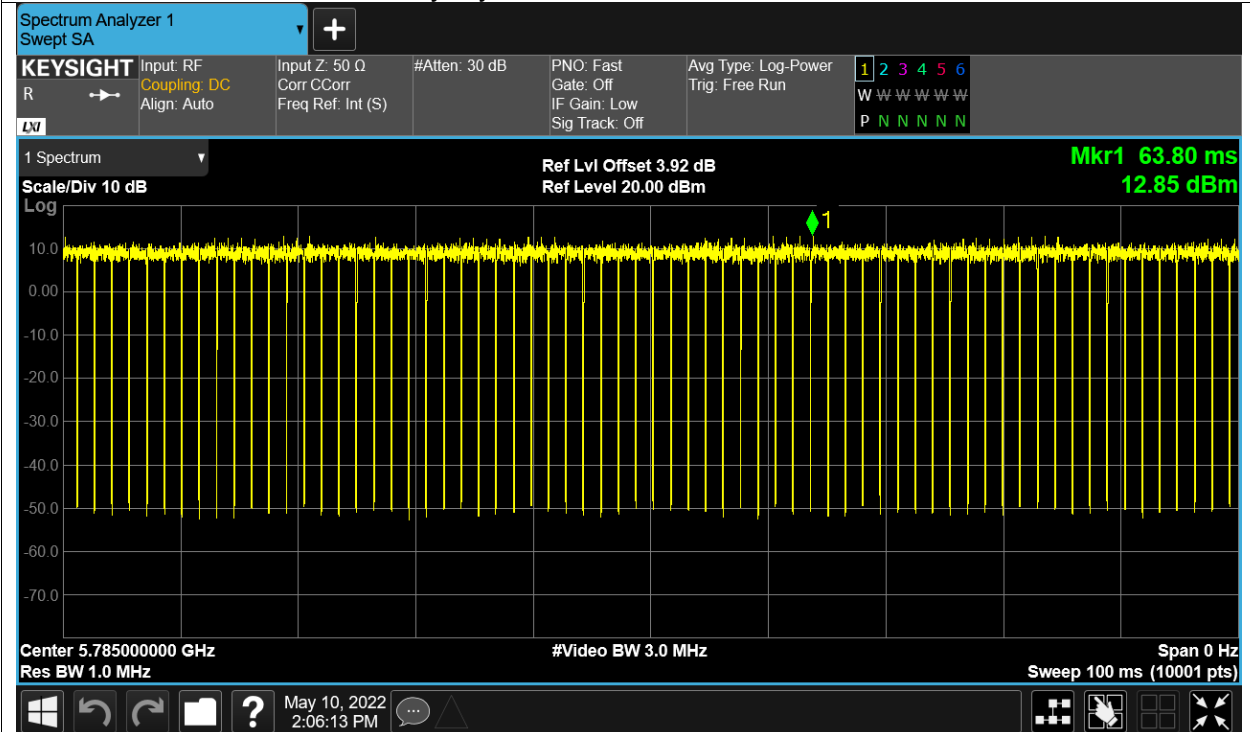 Spectrum Analyzer 1
Swept SA
+
KEYSIGHT
R
LXI
Input: RF
Coupling: DC
Align: Auto
Input Z: 50 Ω
Corr CCorr
Freq Ref: Int (S)
#Atten: 30 dB
PNO: Fast
Gate: Off
IF Gain: Low
Sig Track: Off
Avg Type: Log-Power
Trig: Free Run
1 2 3 4 5 6
W W W W W W
P N N N N N
1 Spectrum
Scale/Div 10 dB
Ref Lvl Offset 3.92 dB
Ref Level 20.00 dBm
Mkr1 63.80 ms
12.85 dBm
Log
1
10.0
0.00
-10.0
-20.0
-30.0
-40.0
-50.0
-60.0
-70.0
Center 5.785000000 GHz
#Video BW 3.0 MHz
Span 0 Hz
Res BW 1.0 MHz
Sweep 100 ms (10001 pts)
?
May 10, 2022
2:06:13 PM